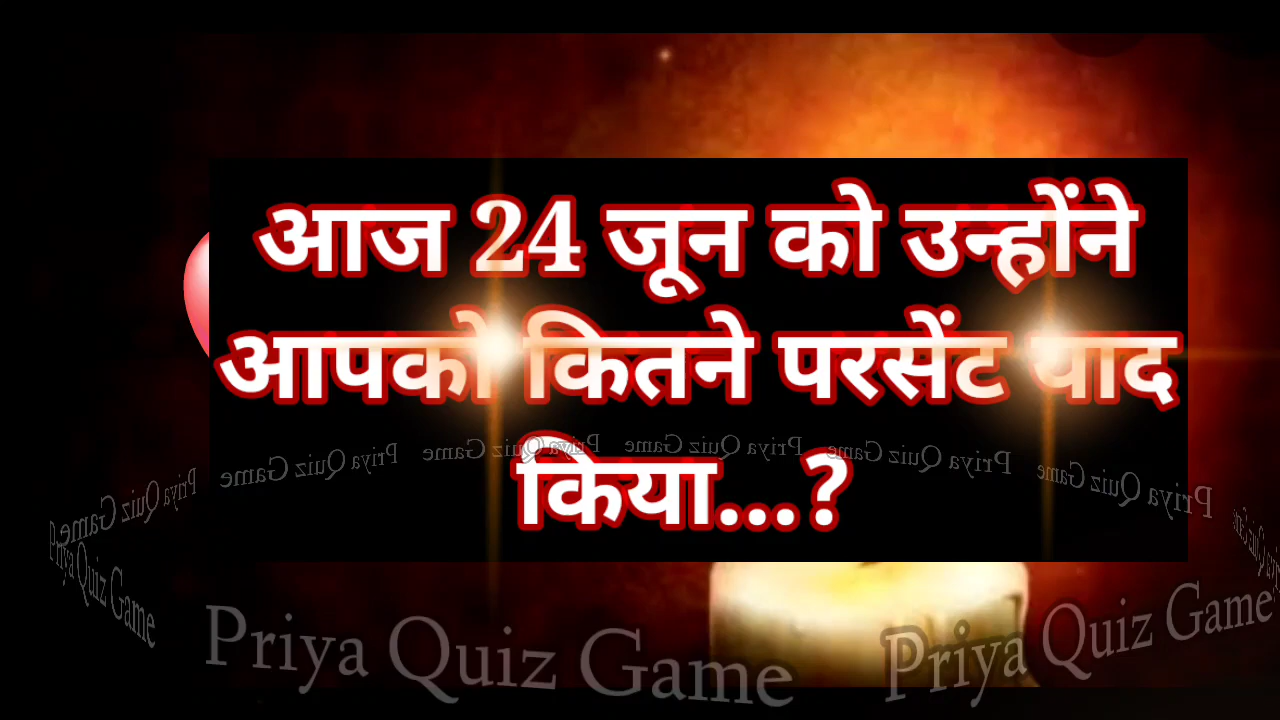 आज 24 जून को उन्होंने
आपको कितने परसेंट याद
किया...?
Priya Quiz Game Priya Quiz Game Priya Quiz Game Priya Quiz Game Priya Quiz Game Priya Quiz Game
Priya Quiz Game Priya Quiz Game Priya Quiz Game